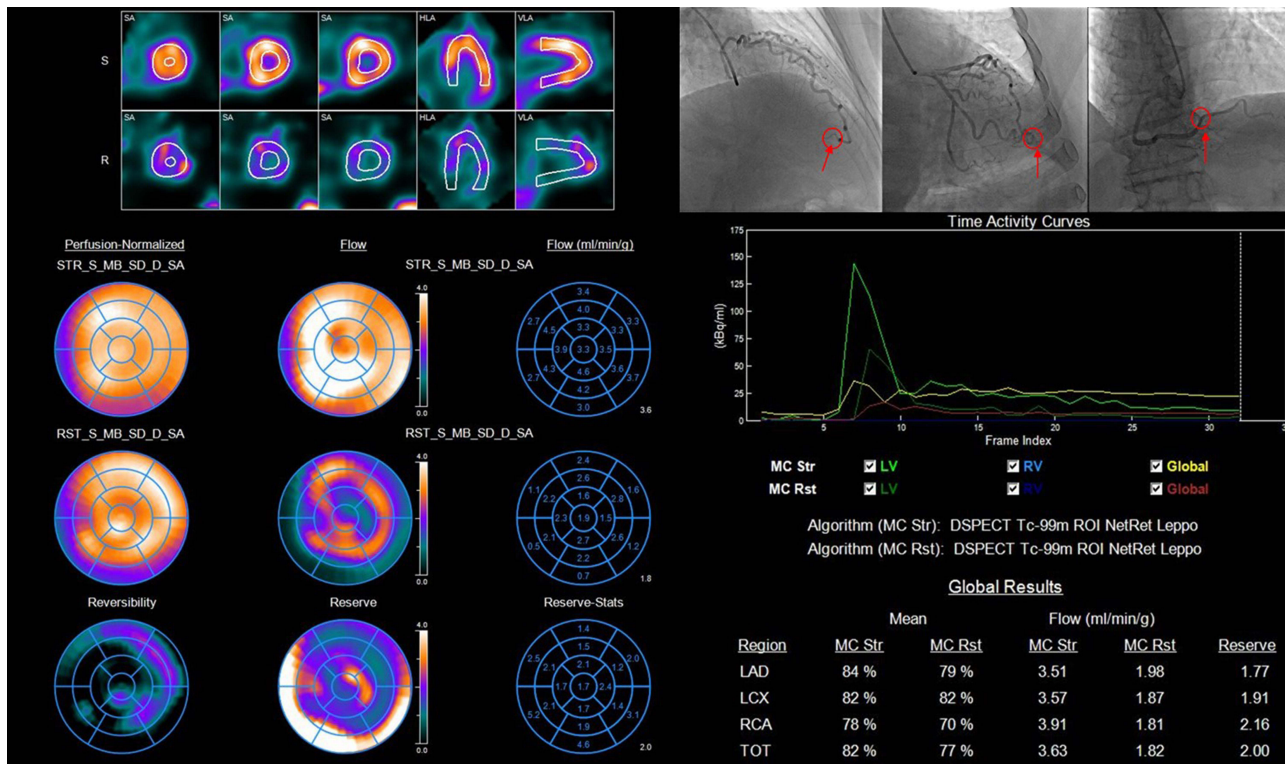 SA SA SA HLA VLA
S
SA SA SA HLA VLA
R
Perfusion-Normalized Flow Flow (ml/min/g)
STR_S_MB_SD_D_SA STR_S_MB_SD_D_SA
4.0
0.0
3.4
4.0
2.7 4.5 3.3 3.3 3.3
3.9 3.3 3.5
2.7 4.3 4.6 3.6 3.7
4.2
3.0
3.6
RST_S_MB_SD_D_SA RST_S_MB_SD_D_SA
4.0
0.0
2.4
2.6
1.1 2.2 1.6 2.8 1.6
2.3 1.9 1.5
0.5 2.1 2.7 2.6 1.2
2.2
0.7
1.8
Reversibility Reserve Reserve-Stats
4.0
0.0
1.4
1.5
2.5 2.1 2.1 1.2 2.0
1.7 1.7 2.4
5.2 2.1 1.7 1.4 3.1
1.9
4.6
2.0
Time Activity Curves
175
150
125
100
75
50
25
0
(kBq/ml)
5 10 15 20 25 30 35
Frame Index
MC Str LV RV Global
MC Rst LV RV Global
Algorithm (MC Str): DSPECT Tc-99m ROI NetRet Leppo
Algorithm (MC Rst): DSPECT Tc-99m ROI NetRet Leppo
Global Results
Mean Flow (ml/min/g)
Region MC Str MC Rst MC Str MC Rst Reserve
LAD 84 % 79 % 3.51 1.98 1.77
LCX 82 % 82 % 3.57 1.87 1.91
RCA 78 % 70 % 3.91 1.81 2.16
TOT 82 % 77 % 3.63 1.82 2.00